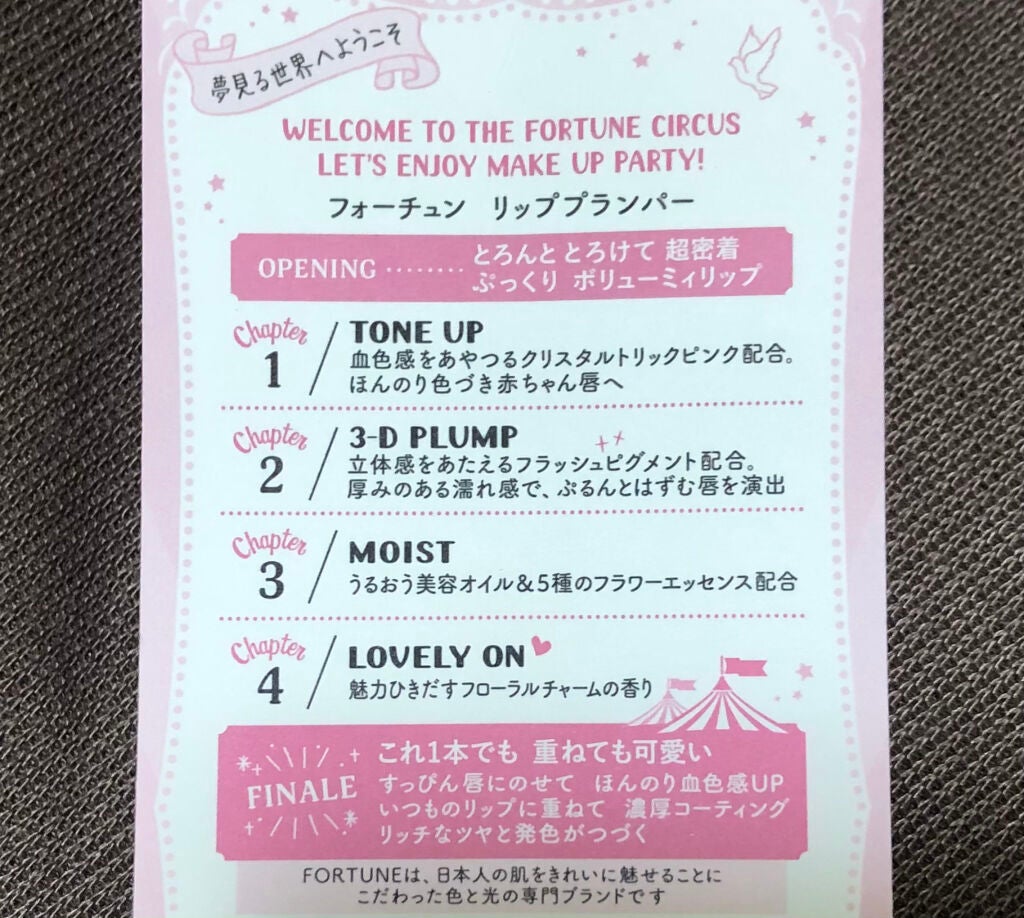 夢見る世界へようこそ
WELCOME TO THE FORTUNE CIRCUS
LET'S ENJOY MAKE UP PARTY!
フォーチュン リッププランパー
OPENING ········ とろんと とろけて 超密着
ぷっくり ボリューミィリップ
Chapter 1 / TONE UP
血色感をあやつるクリスタルトリックピンク配合。
ほんのり色づき赤ちゃん唇へ
Chapter 2 / 3-D PLUMP
立体感をあたえるフラッシュピグメント配合。
厚みのある濡れ感で、ぷるんとはずむ唇を演出
Chapter 3 / MOIST
うるおう美容オイル&5種のフラワーエッセンス配合
Chapter 4 / LOVELY ON
魅力ひきだすフローラルチャームの香り
FINALE
これ1本でも 重ねても可愛い
すっぴん唇にのせて ほんのり血色感UP
いつものリップに重ねて 濃厚コーティング
リッチなツヤと発色がつづく
FORTUNEは、日本人の肌をきれいに魅せることに
こだわった色と光の専門ブランドです